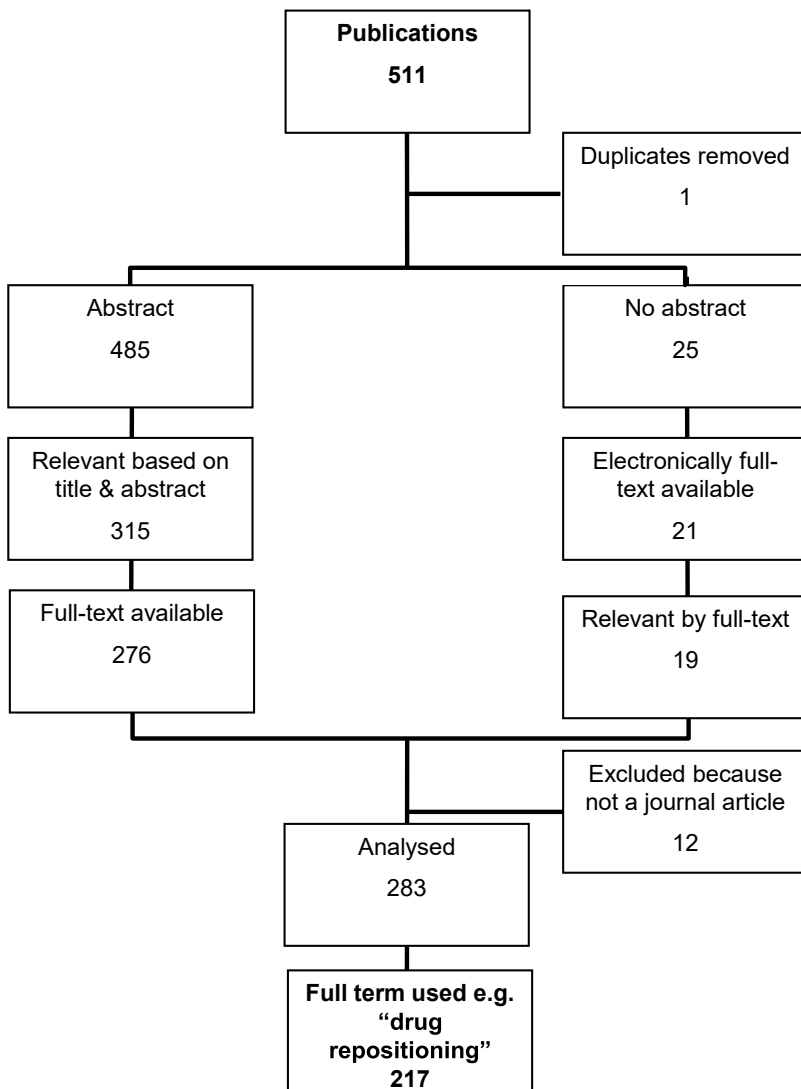 Publications
511
Duplicates removed
1
Abstract
485
No abstract
25
Relevant based on
title & abstract
315
Electronically full-
text available
21
Full-text available
276
Relevant by full-text
19
Excluded because
not a journal article
12
Analysed
283
Full term used e.g.
“drug
repositioning”
217